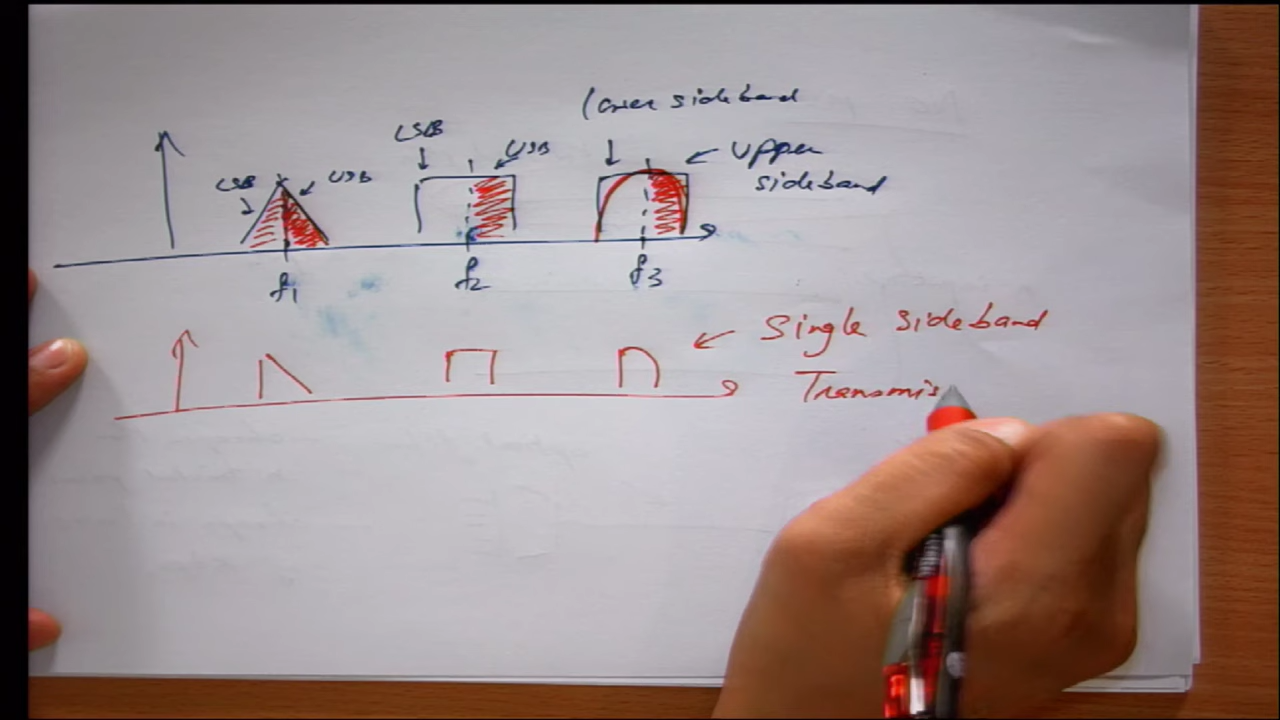 Lower sideband
LSB
USB
Upper
sideband
LSB
USB
f1
f2
f3
Single sideband
Transmis